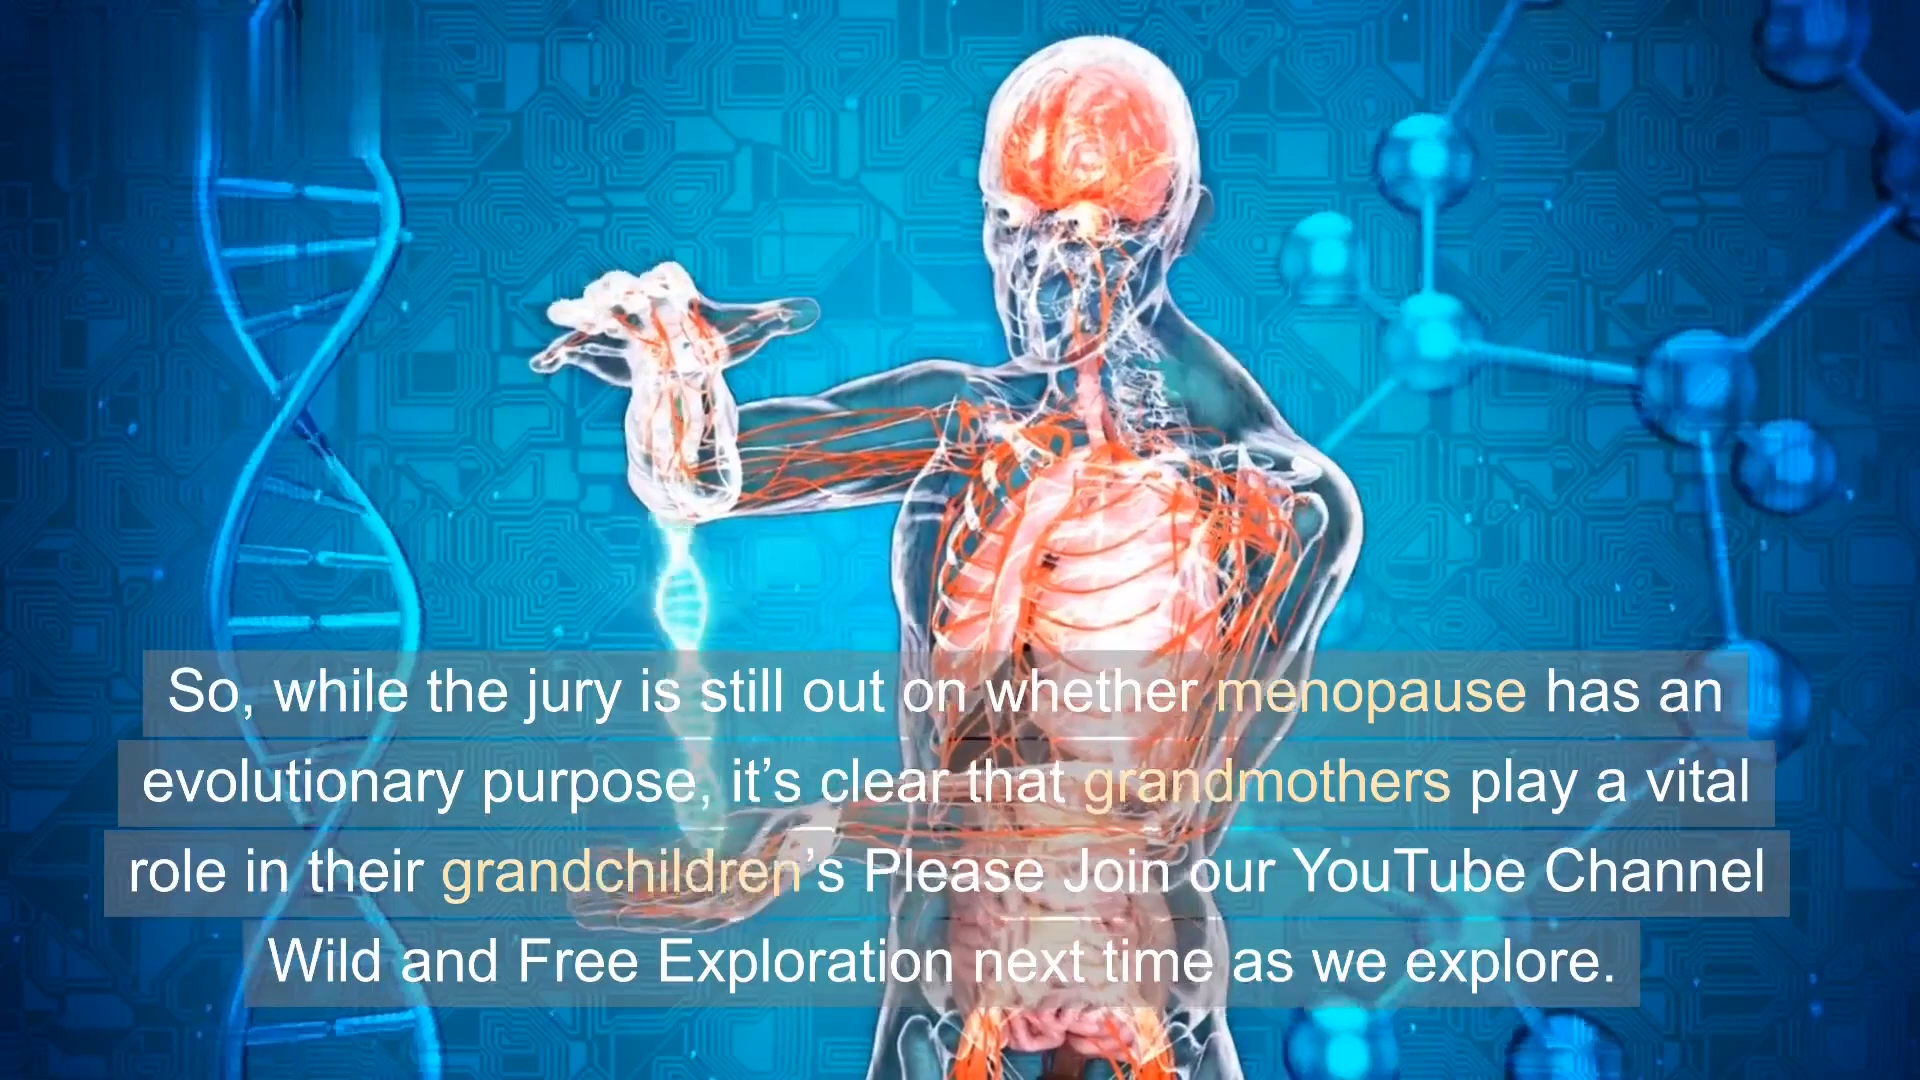 So, while the jury is still out on whether menopause has an
evolutionary purpose, it’s clear that grandmothers play a vital
role in their grandchildren’s Please Join our YouTube Channel
Wild and Free Exploration next time as we explore.